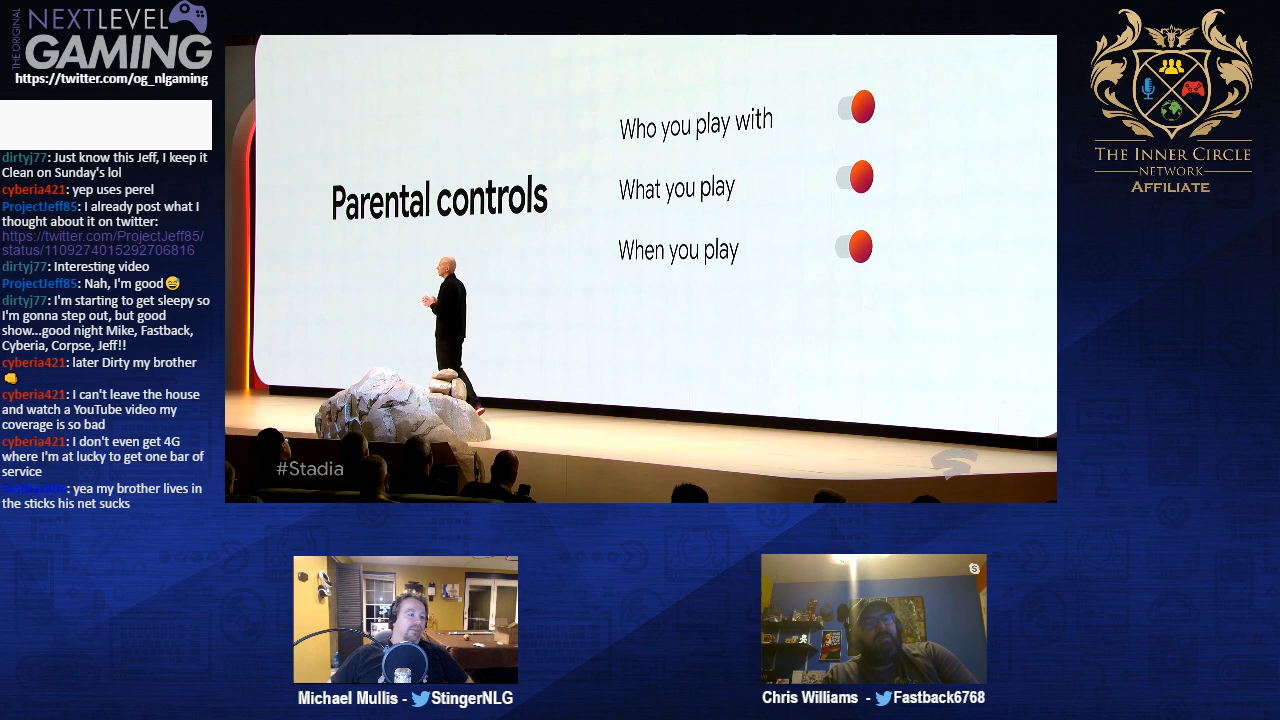 THE ORIGINAL
NEXTLEVEL
GAMING
https://twitter.com/og_nlgaming
dirtyj77: Just know this Jeff, I keep it
Clean on Sunday's lol
cyberia421: yep uses perel
ProjectJeff85: I already post what I
thought about it on twitter:
https://twitter.com/ProjectJeff85/
status/1109274015292706816
dirtyj77: Interesting video
ProjectJeff85: Nah, I'm good😅
dirtyj77: I'm starting to get sleepy so
I'm gonna step out, but good
show...good night Mike, Fastback,
Cyberia, Corpse, Jeff!!
cyberia421: later Dirty my brother
👊
cyberia421: I can't leave the house
and watch a YouTube video my
coverage is so bad
cyberia421: I don't even get 4G
where I'm at lucky to get one bar of
service
: yea my brother lives in
the sticks his net sucks
Parental controls
Who you play with
What you play
When you play
#Stadia
THE INNER CIRCLE
NETWORK
AFFILIATE
Michael Mullis - StingerNLG
Chris Williams - Fastback6768